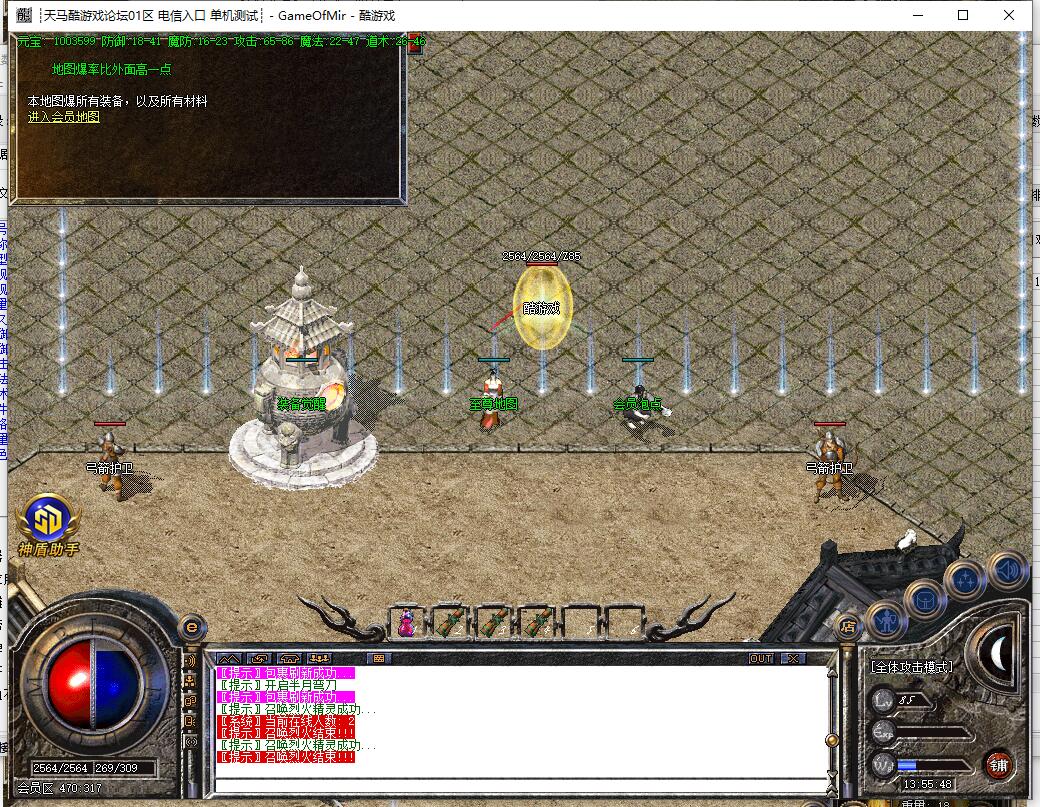 天马酷游戏论坛01区 电信入口 单机测试 - GameOfMir - 酷游戏
元宝: 1003599 防御:18-41 魔防:16-23 攻击:65-86 魔法:22-47 道术:26-46
地图爆率比外面高一点
本地图爆所有装备，以及所有材料
进入会员地图
2564/2564/Z85
酷游戏
装备觉醒
至尊地图
会员泡点
弓箭护卫
弓箭护卫
神盾助手
e
店
OUT
〖提示〗包裹刷新成功....
〖提示〗开启半月弯刀
〖提示〗包裹刷新成功....
〖提示〗召唤烈火精灵成功...
〖系统〗当前在线人数: 2
〖提示〗召唤烈火结束!!!
〖提示〗召唤烈火精灵成功...
〖提示〗召唤烈火结束!!!
[全体攻击模式]
Lv 85
Exp
铺
13:55:48
2564/2564 269/309
会员区 470:317